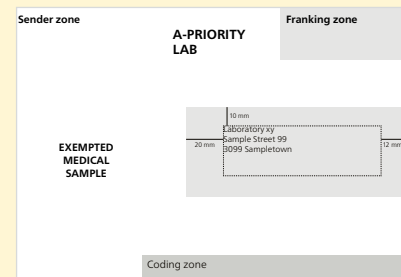 Sender zone
A-PRIORITY
LAB
Franking zone
10 mm
Laboratory xy
Sample Street 99
3099 Sampletown
20 mm
12 mm
EXEMPTED
MEDICAL
SAMPLE
Coding zone